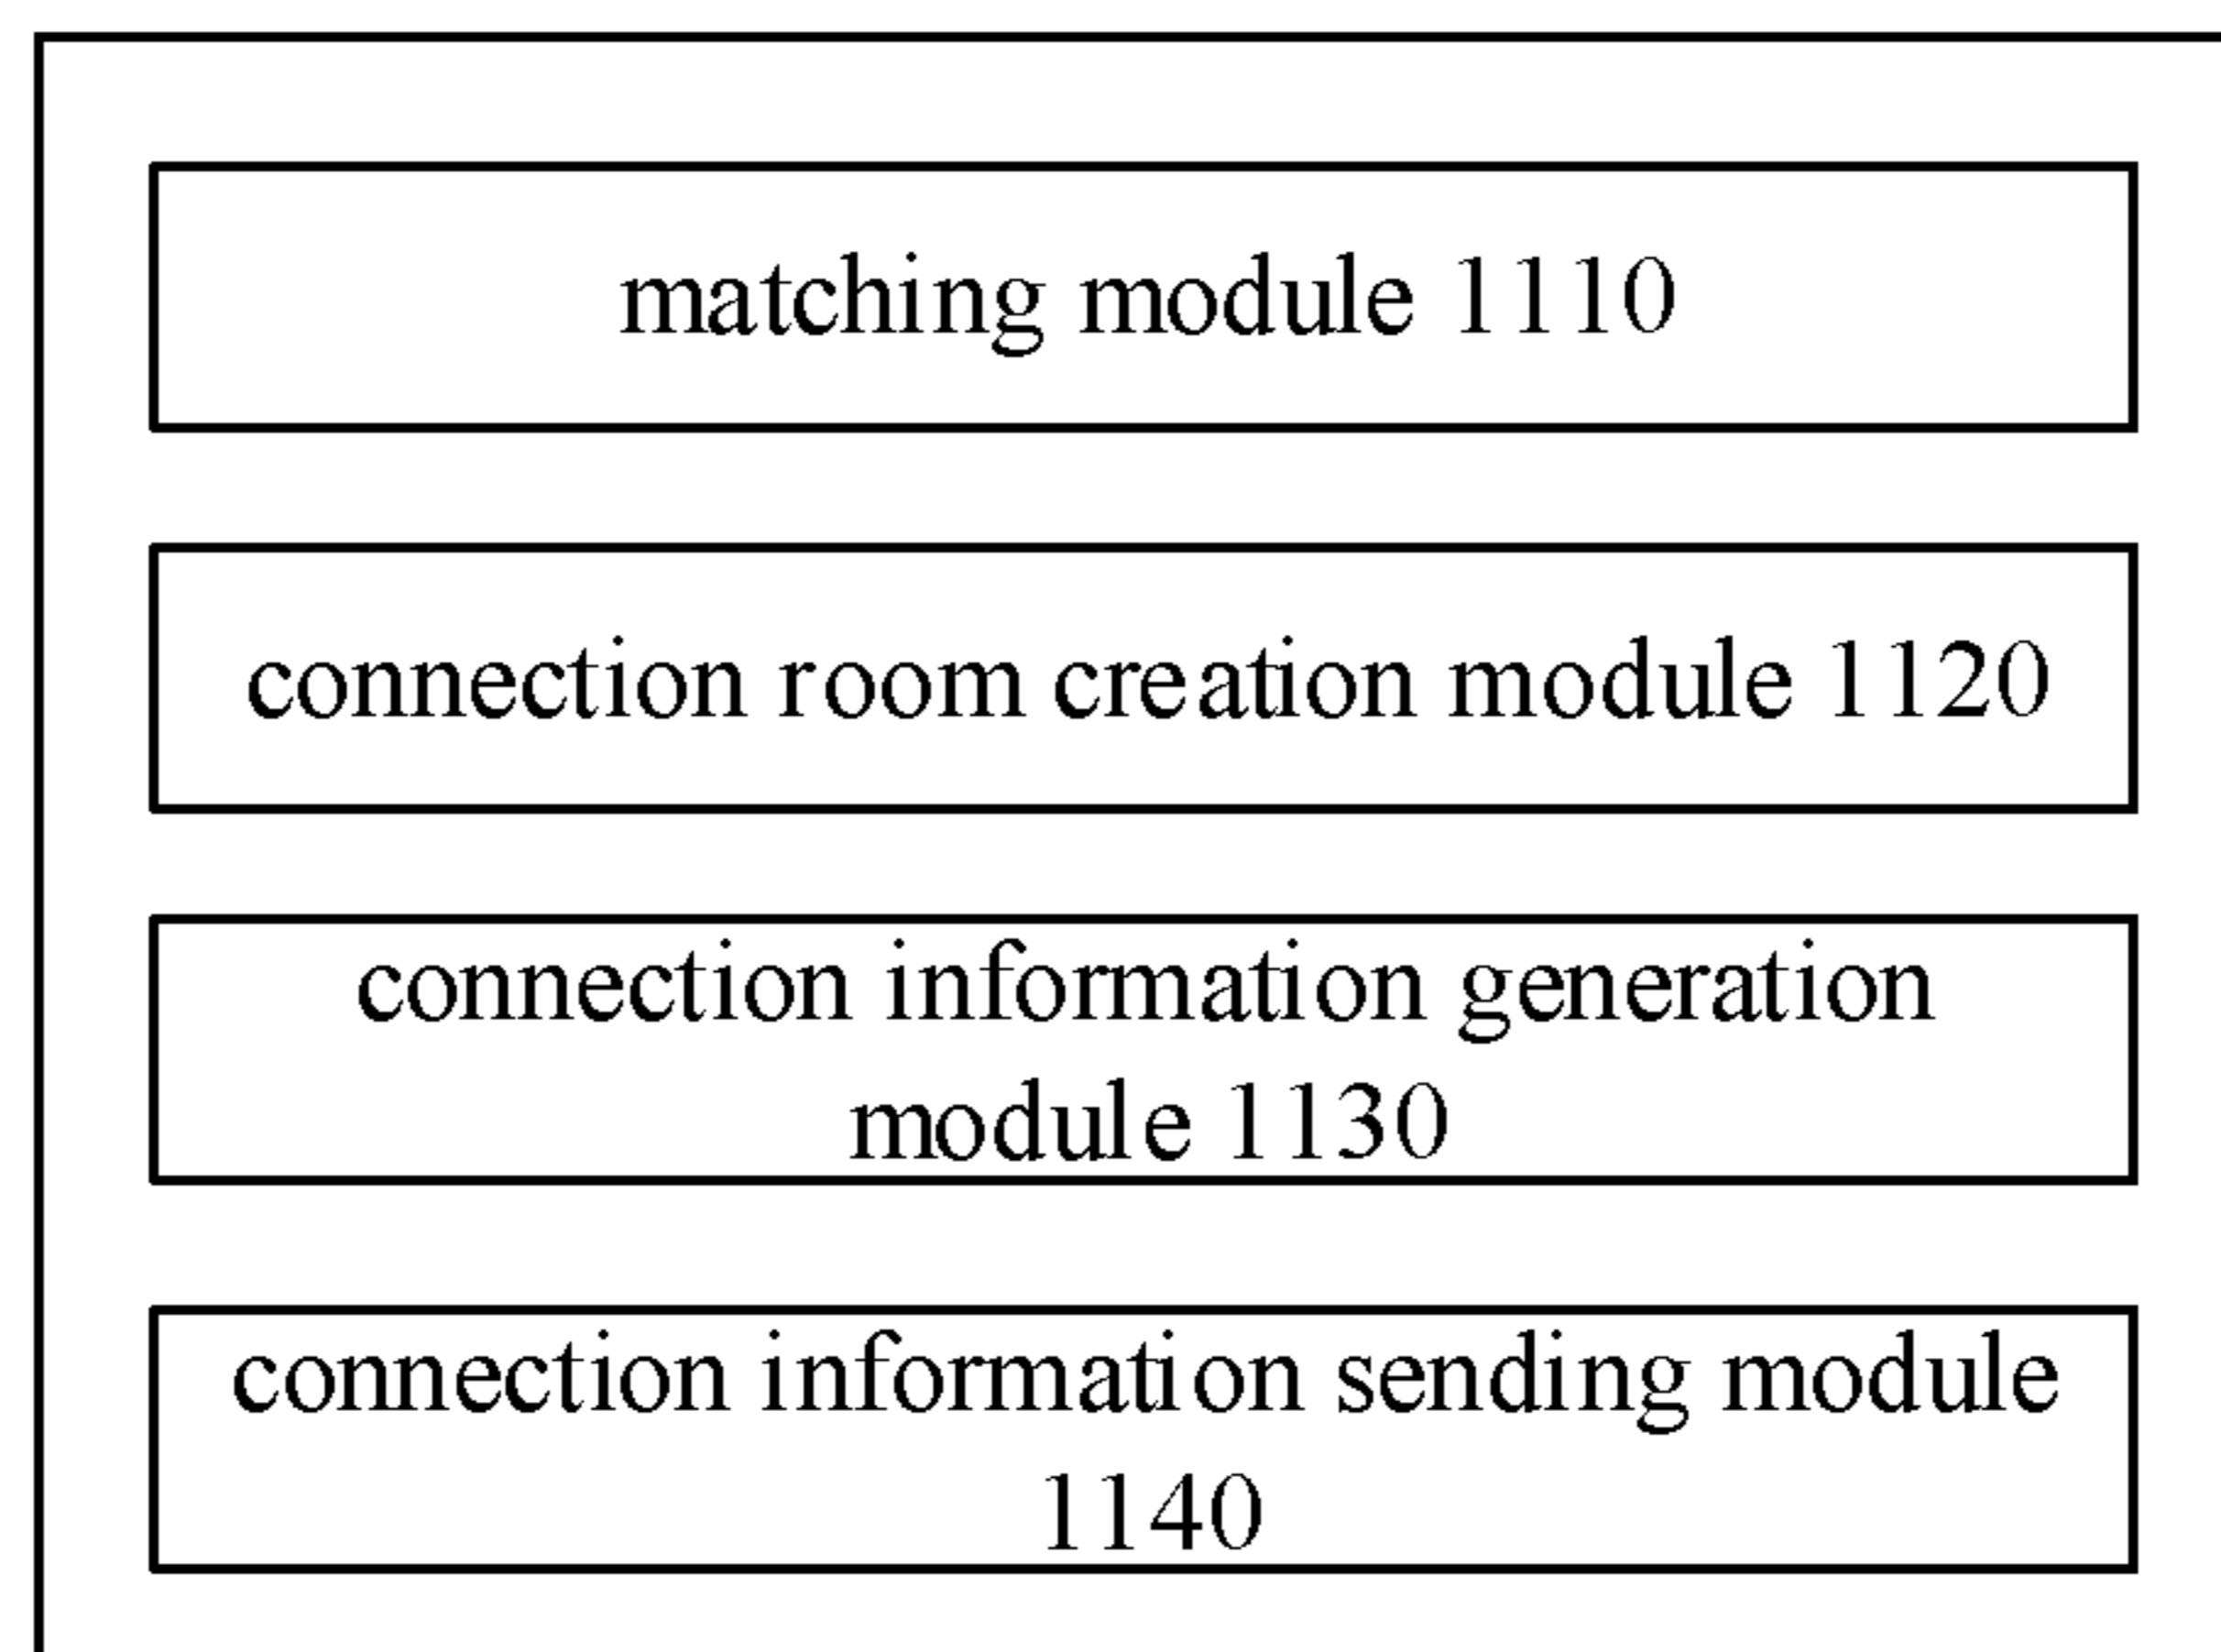 matching module 1110
connection room creation module 1120
connection information generation
module 1130
connection information sending module
1140